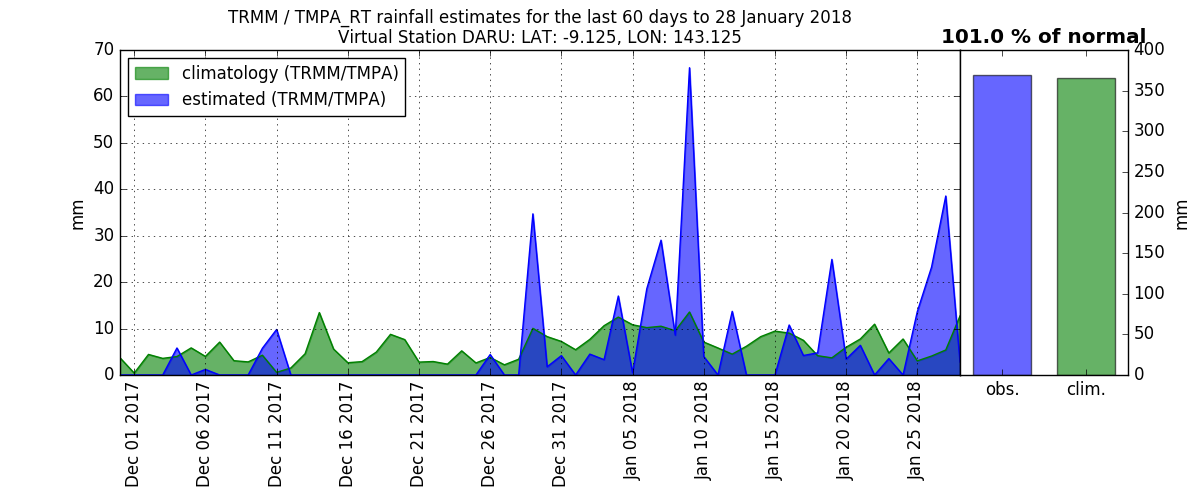 TRMM / TMPA_RT rainfall estimates for the last 60 days to 28 January 2018
Virtual Station DARU: LAT: -9.125, LON: 143.125
101.0 % of normal
climatology (TRMM/TMPA)
estimated (TRMM/TMPA)
mm
70
60
50
40
30
20
10
0
Dec 01 2017
Dec 06 2017
Dec 11 2017
Dec 16 2017
Dec 21 2017
Dec 26 2017
Dec 31 2017
Jan 05 2018
Jan 10 2018
Jan 15 2018
Jan 20 2018
Jan 25 2018
obs.
clim.
400
350
300
250
200
150
100
50
0
mm